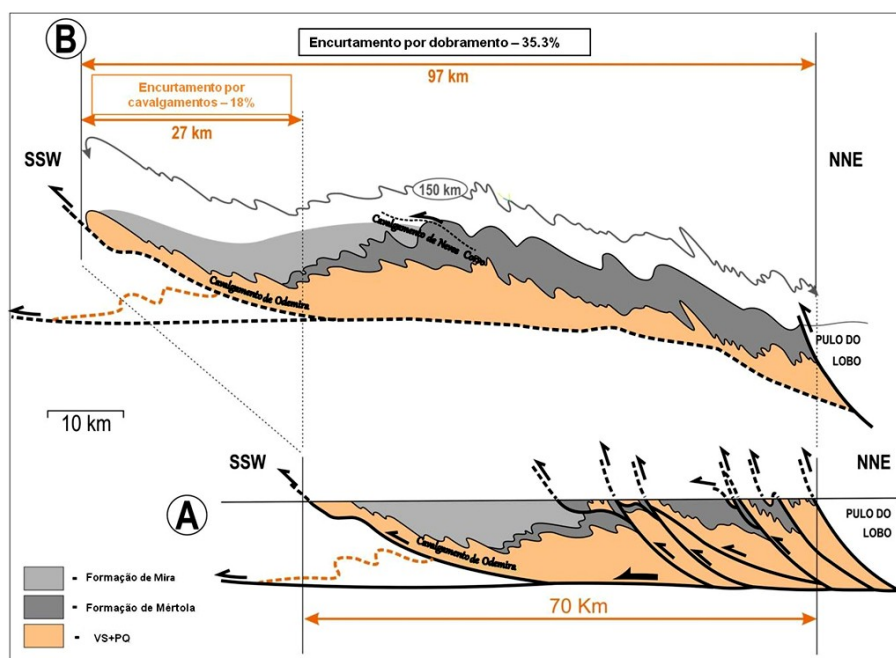 B
Encurtamento por dobramento – 35.3%
97 km
Encurtamento por
cavalgamentos – 18%
27 km
SSW
NNE
150 km
Cavalgamento de Neves Corvo
Cavalgamento de Odemira
PULO DO
LOBO
10 km
SSW
NNE
A
PULO DO
LOBO
Cavalgamento de Odemira
- Formação de Mira
- Formação de Mértola
- VS+PQ
70 Km